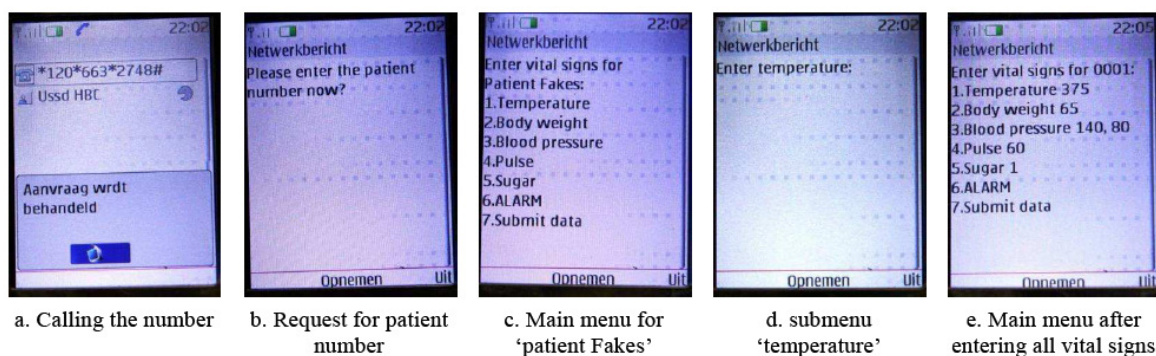 22:02
*120*663*2748#
Ussd HBC
Aanvraag wrdt
behandeld
a. Calling the number
22:02
Netwerkbericht
Please enter the patient
number now?
Opnemen Uit
b. Request for patient
number
22:02
Netwerkbericht
Enter vital signs for
Patient Fakes:
1.Temperature
2.Body weight
3.Blood pressure
4.Pulse
5.Sugar
6.ALARM
7.Submit data
Opnemen Uit
c. Main menu for
‘patient Fakes’
22:02
Netwerkbericht
Enter temperature:
Opnemen Uit
d. submenu
‘temperature’
22:05
Netwerkbericht
Enter vital signs for 0001:
1.Temperature 375
2.Body weight 65
3.Blood pressure 140, 80
4.Pulse 60
5.Sugar 1
6.ALARM
7.Submit data
Opnemen Uit
e. Main menu after
entering all vital signs